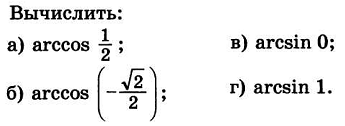 Вычислить:
а) arccos 1/2;
в) arcsin 0;
б) arccos (−√2/2);
г) arcsin 1.